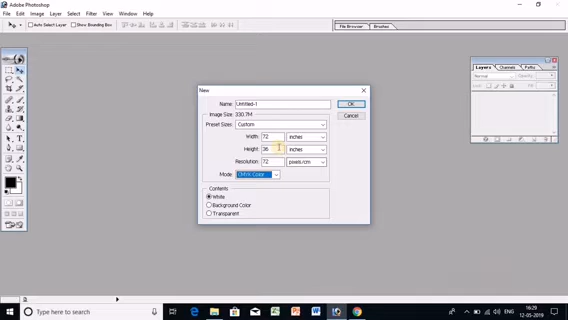 Adobe Photoshop
File Edit Image Layer Select Filter View Window Help
Auto Select Layer Show Bounding Box
File Browser Brushes
Layers Channels Paths
Normal
New
Name: Untitled-1
OK
Image Size: 330.7M
Cancel
Preset Sizes: Custom
Width: 72 inches
Height: 36 inches
Resolution: 72 pixels/cm
Mode: CMYK Color
Contents
White
Background Color
Transparent
Type here to search
ENG
16:29
12-05-2019